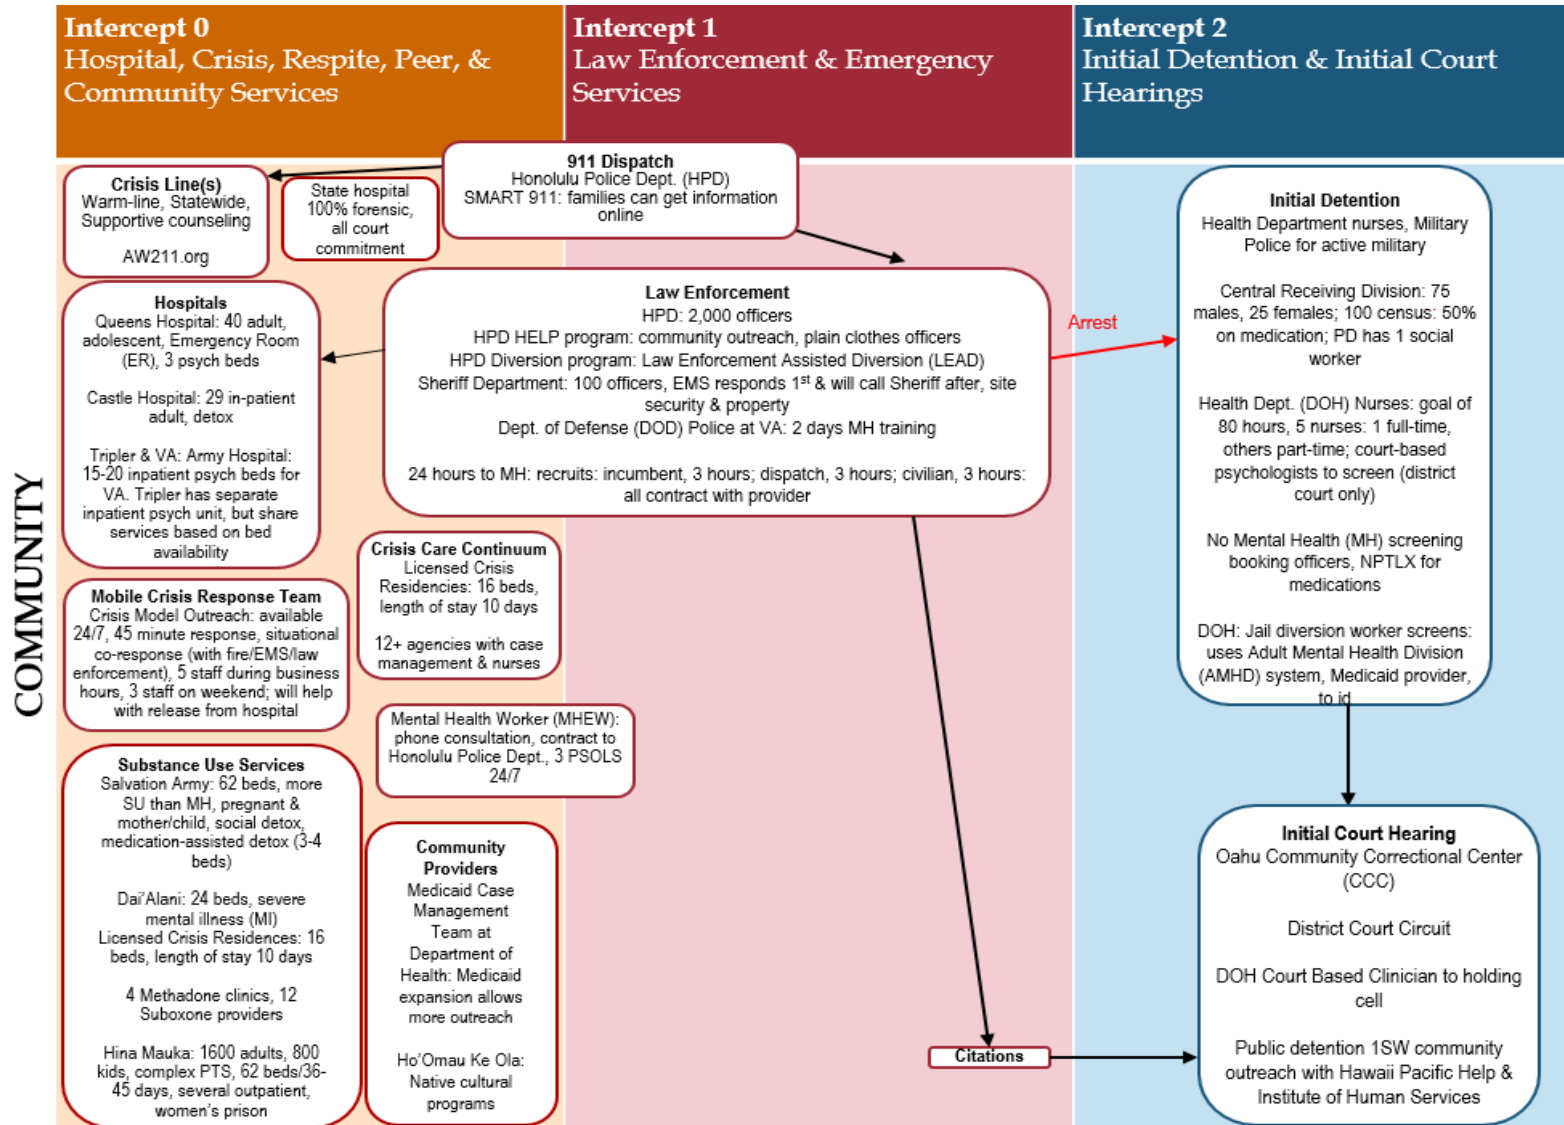 Intercept 0
Hospital, Crisis, Respite, Peer, &
Community Services
Intercept 1
Law Enforcement & Emergency
Services
Intercept 2
Initial Detention & Initial Court
Hearings
COMMUNITY
911 Dispatch
Honolulu Police Dept. (HPD)
SMART 911: families can get information
online
Crisis Line(s)
Warm-line, Statewide,
Supportive counseling
AW211.org
State hospital
100% forensic,
all court
commitment
Hospitals
Queens Hospital: 40 adult,
adolescent, Emergency Room
(ER), 3 psych beds
Castle Hospital: 29 in-patient
adult, detox
Tripler & VA: Army Hospital:
15-20 inpatient psych beds for
VA. Tripler has separate
inpatient psych unit, but share
services based on bed
availability
Law Enforcement
HPD: 2,000 officers
HPD HELP program: community outreach, plain clothes officers
HPD Diversion program: Law Enforcement Assisted Diversion (LEAD)
Sheriff Department: 100 officers, EMS responds 1st & will call Sheriff after, site
security & property
Dept. of Defense (DOD) Police at VA: 2 days MH training
24 hours to MH: recruits: incumbent, 3 hours; dispatch, 3 hours; civilian, 3 hours:
all contract with provider
Arrest
Crisis Care Continuum
Licensed Crisis
Residencies: 16 beds,
length of stay 10 days
12+ agencies with case
management & nurses
Mobile Crisis Response Team
Crisis Model Outreach: available
24/7, 45 minute response, situational
co-response (with fire/EMS/law
enforcement), 5 staff during business
hours, 3 staff on weekend; will help
with release from hospital
Mental Health Worker (MHEW):
phone consultation, contract to
Honolulu Police Dept., 3 PSOLS
24/7
Substance Use Services
Salvation Army: 62 beds, more
SU than MH, pregnant &
mother/child, social detox,
medication-assisted detox (3-4
beds)
Dai'Alani: 24 beds, severe
mental illness (MI)
Licensed Crisis Residences: 16
beds, length of stay 10 days
4 Methadone clinics, 12
Suboxone providers
Hina Mauka: 1600 adults, 800
kids, complex PTS, 62 beds/36-
45 days, several outpatient,
women's prison
Community
Providers
Medicaid Case
Management
Team at
Department of
Health: Medicaid
expansion allows
more outreach
Ho'Omau Ke Ola:
Native cultural
programs
Citations
Initial Detention
Health Department nurses, Military
Police for active military
Central Receiving Division: 75
males, 25 females; 100 census: 50%
on medication; PD has 1 social
worker
Health Dept. (DOH) Nurses: goal of
80 hours, 5 nurses: 1 full-time,
others part-time; court-based
psychologists to screen (district
court only)
No Mental Health (MH) screening
booking officers, NPTLX for
medications
DOH: Jail diversion worker screens:
uses Adult Mental Health Division
(AMHD) system, Medicaid provider,
to id
Initial Court Hearing
Oahu Community Correctional Center
(CCC)
District Court Circuit
DOH Court Based Clinician to holding
cell
Public detention 1SW community
outreach with Hawaii Pacific Help &
Institute of Human Services